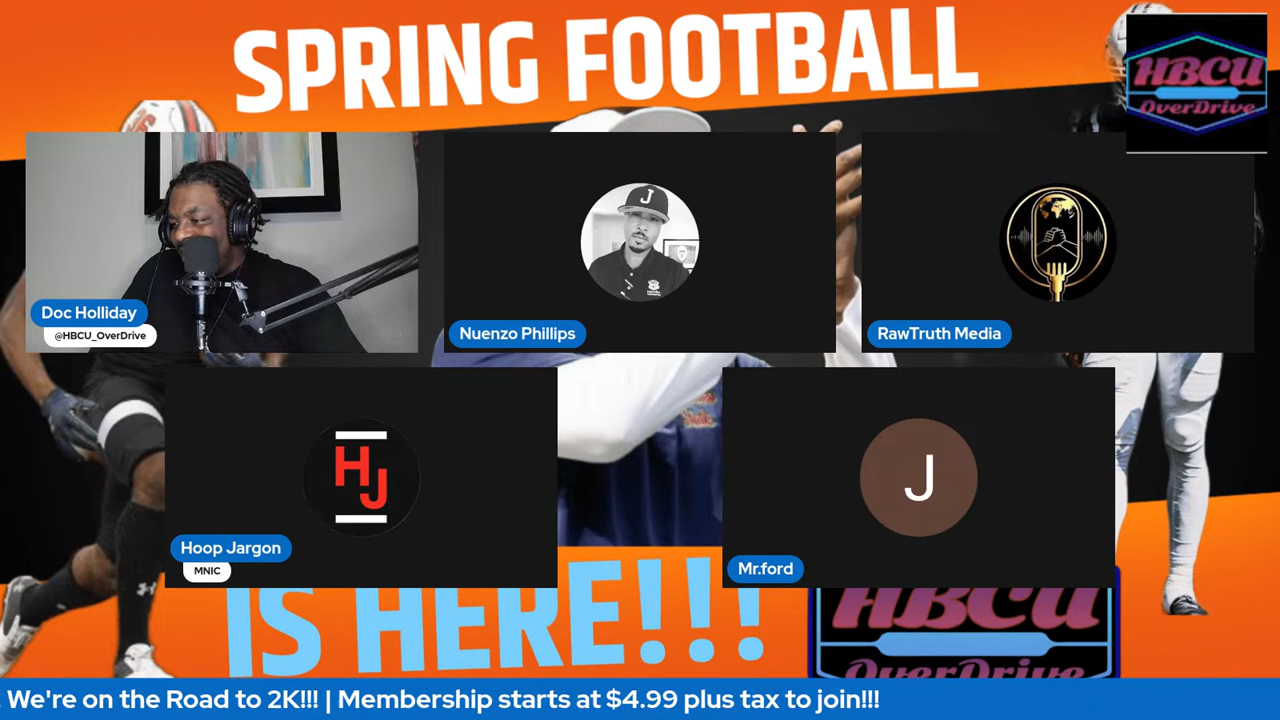 SPRING FOOTBALL
HBCU
OverDrive
Doc Holliday
@HBCU_OverDrive
Nuenzo Phillips
J
RawTruth Media
HJ
Hoop Jargon
MNIC
J
Mr.ford
IS HERE!!!
HBCU
OverDrive
We're on the Road to 2K!!! | Membership starts at $4.99 plus tax to join!!!